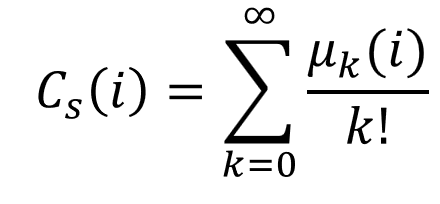 C_s(i) = \sum_{k=0}^{\infty} \frac{\mu_k(i)}{k!}